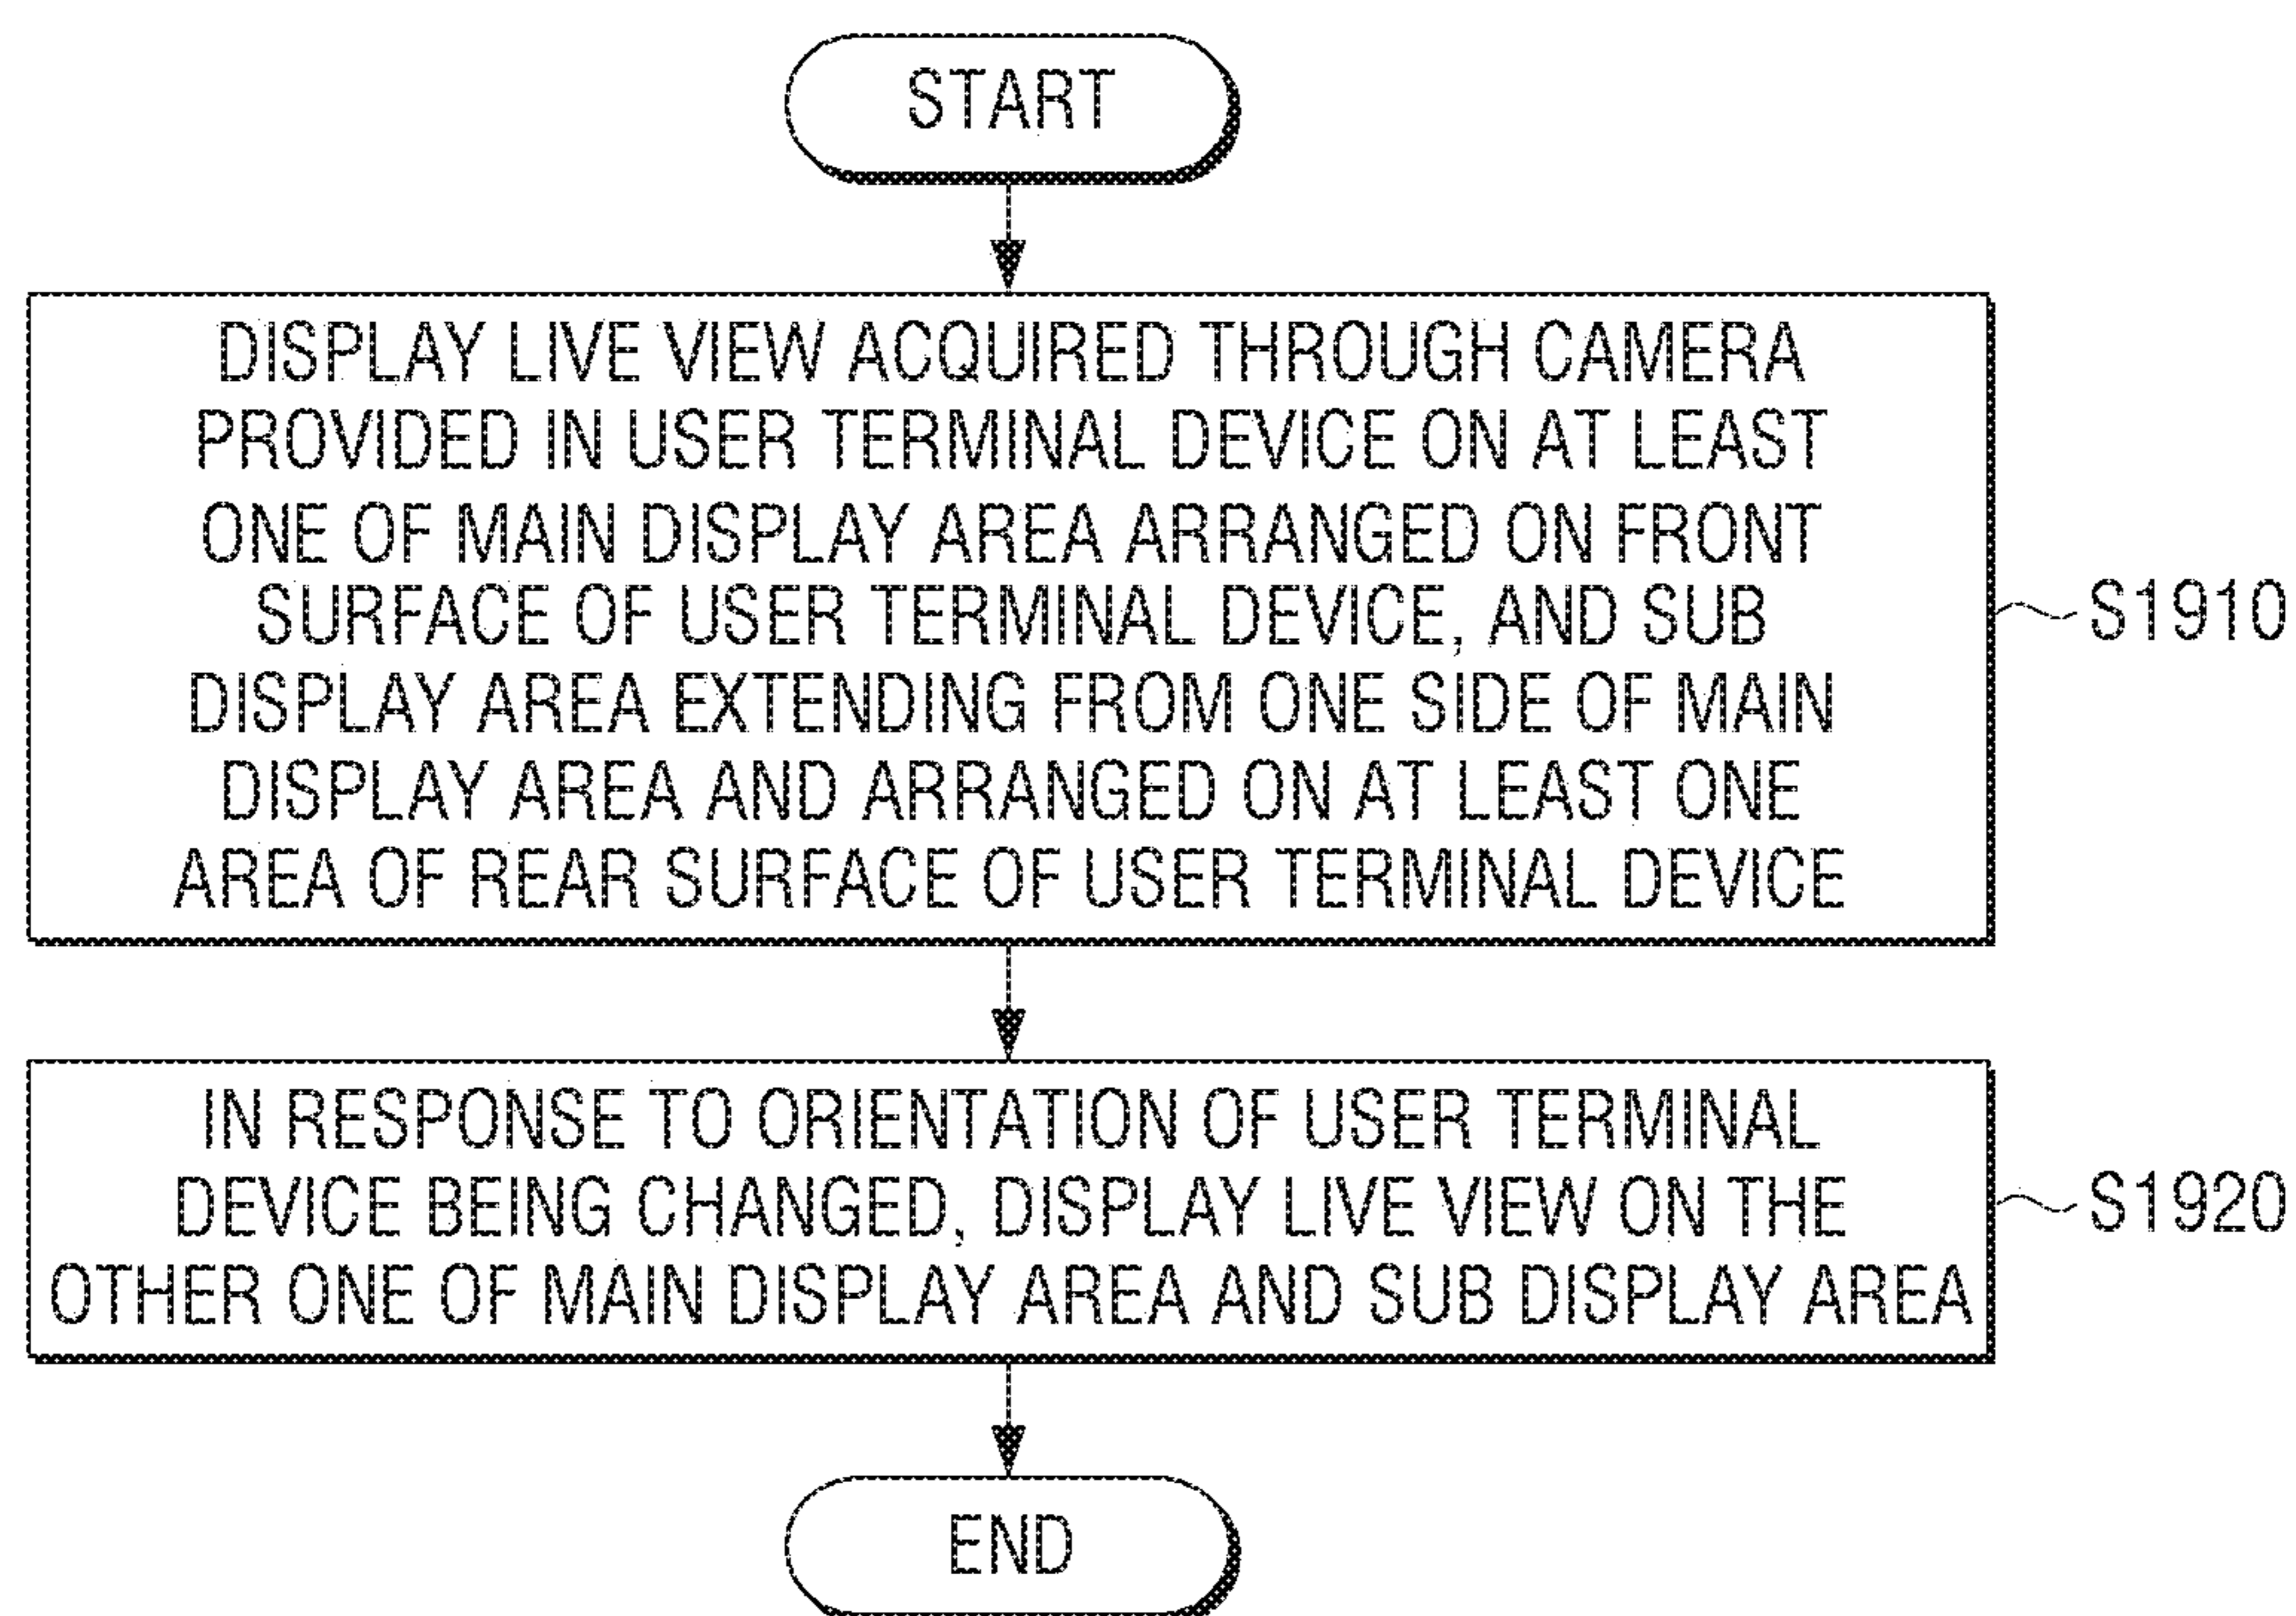 START
DISPLAY LIVE VIEW ACQUIRED THROUGH CAMERA
PROVIDED IN USER TERMINAL DEVICE ON AT LEAST
ONE OF MAIN DISPLAY AREA ARRANGED ON FRONT
SURFACE OF USER TERMINAL DEVICE, AND SUB
DISPLAY AREA EXTENDING FROM ONE SIDE OF MAIN
DISPLAY AREA AND ARRANGED ON AT LEAST ONE
AREA OF REAR SURFACE OF USER TERMINAL DEVICE
S1910
IN RESPONSE TO ORIENTATION OF USER TERMINAL
DEVICE BEING CHANGED, DISPLAY LIVE VIEW ON THE
OTHER ONE OF MAIN DISPLAY AREA AND SUB DISPLAY AREA
S1920
END